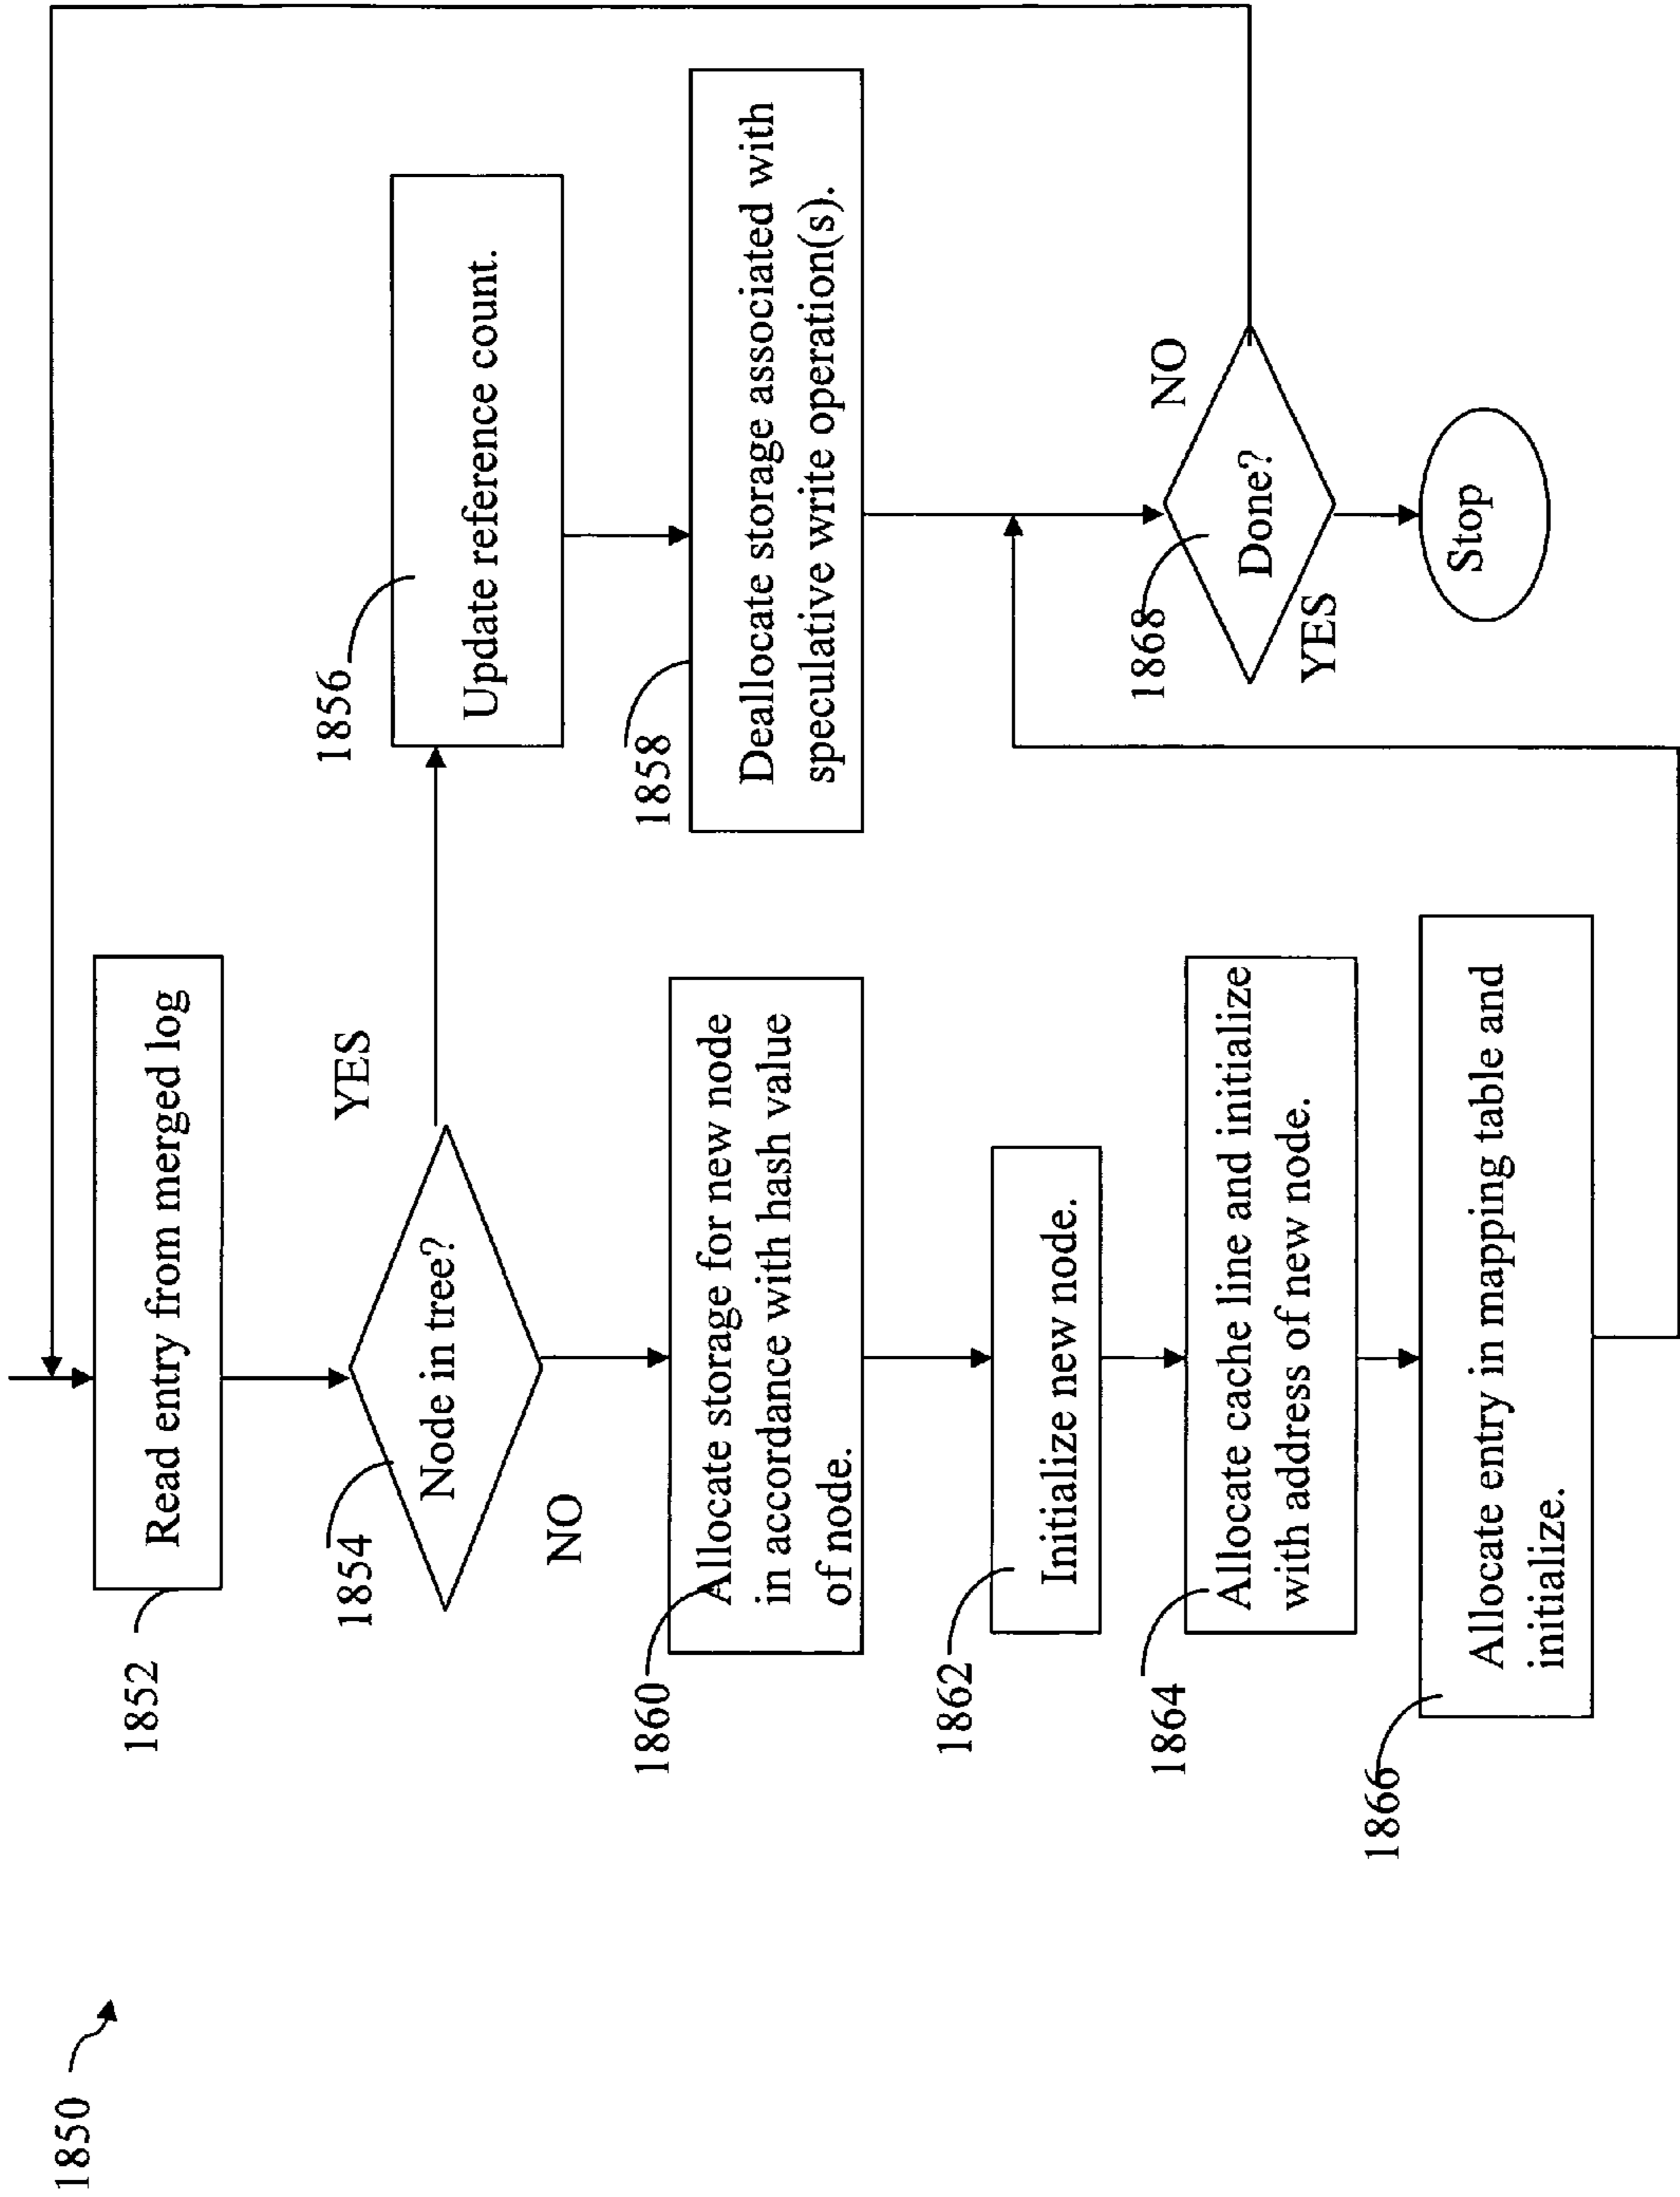 1850
1852
Read entry from merged log
1854
Node in tree?
YES
NO
1856
Update reference count.
1858
Deallocate storage associated with
speculative write operation(s).
1860
Allocate storage for new node
in accordance with hash value
of node.
1862
Initialize new node.
1864
Allocate cache line and initialize
with address of new node.
1866
Allocate entry in mapping table and
initialize.
1868
Done?
NO
YES
Stop